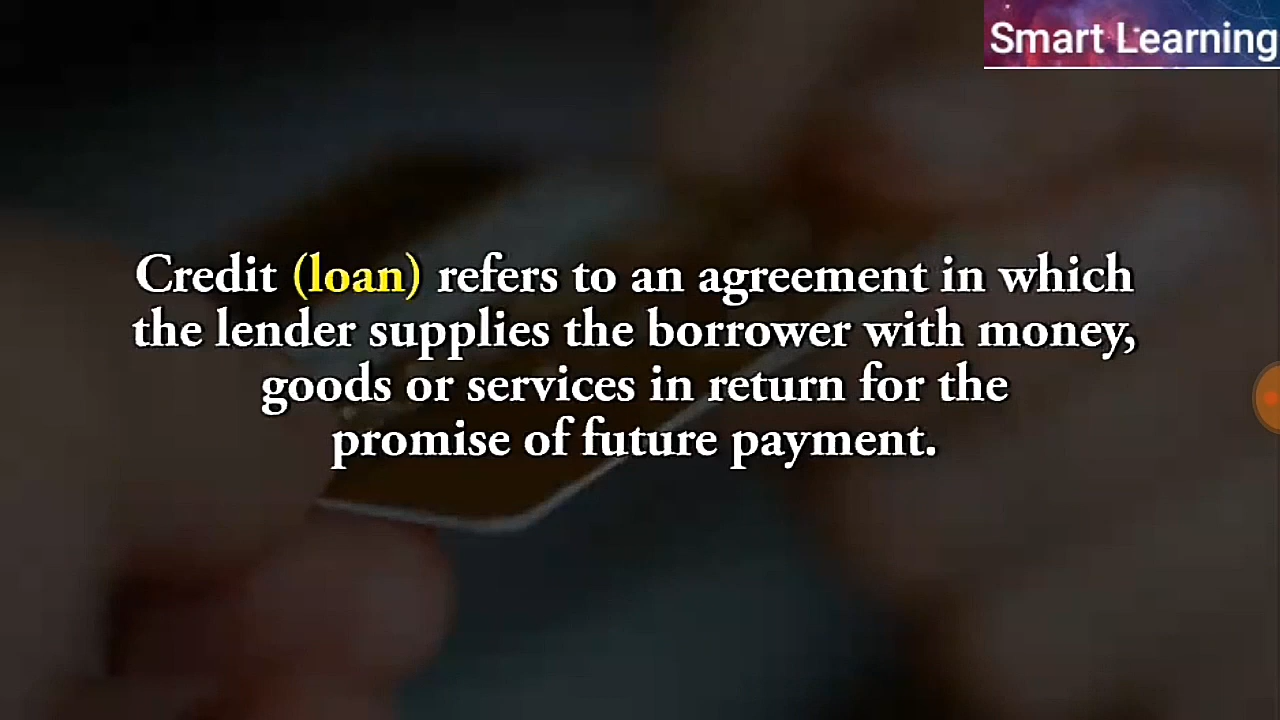 Smart Learning
Credit (loan) refers to an agreement in which
the lender supplies the borrower with money,
goods or services in return for the
promise of future payment.